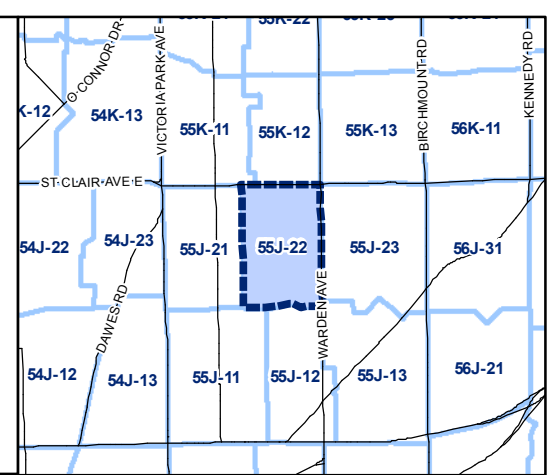 55K-22
O CONNOR DR
VICTORIA PARK AVE
BIRCHMOUNT RD
KENNEDY RD
K-12
54K-13
55K-11
55K-12
55K-13
56K-11
ST CLAIR AVE E
54J-22
54J-23
55J-21
55J-22
55J-23
56J-31
DAWES RD
WARDEN AVE
54J-12
54J-13
55J-11
55J-12
55J-13
56J-21